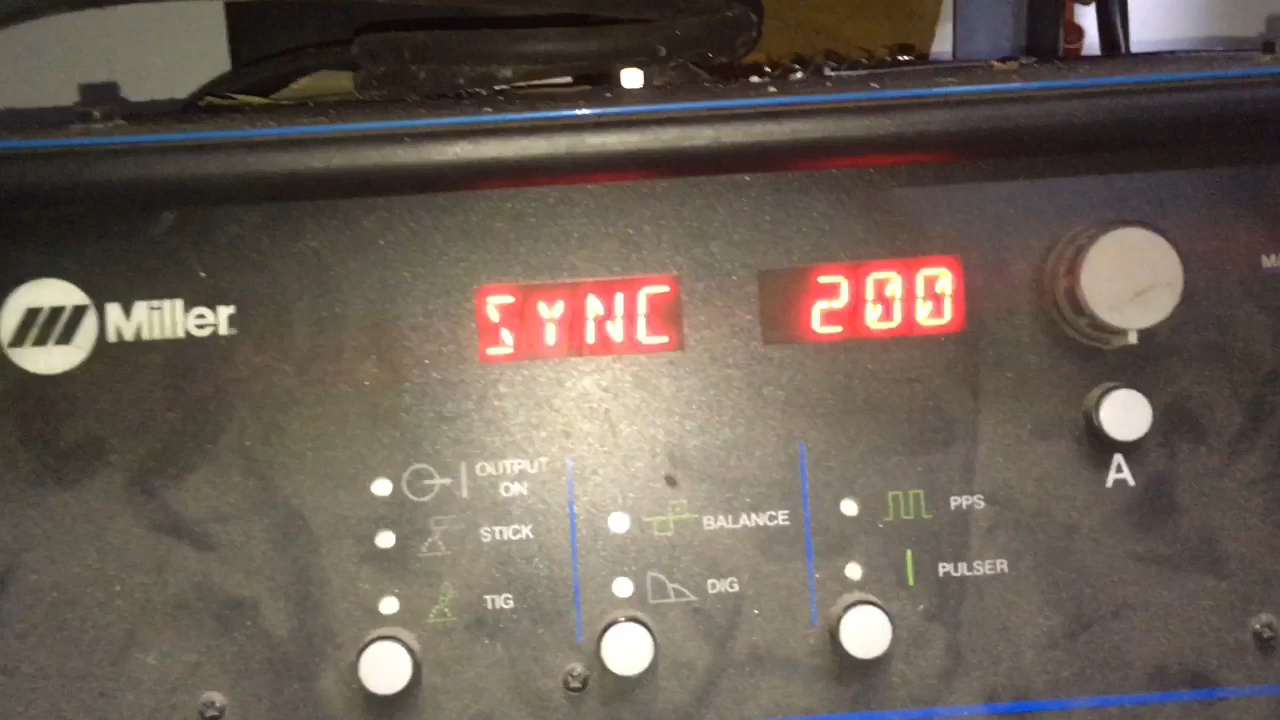 Miller
SYNC
200
A
OUTPUT
ON
STICK
TIG
BALANCE
DIG
PPS
PULSER